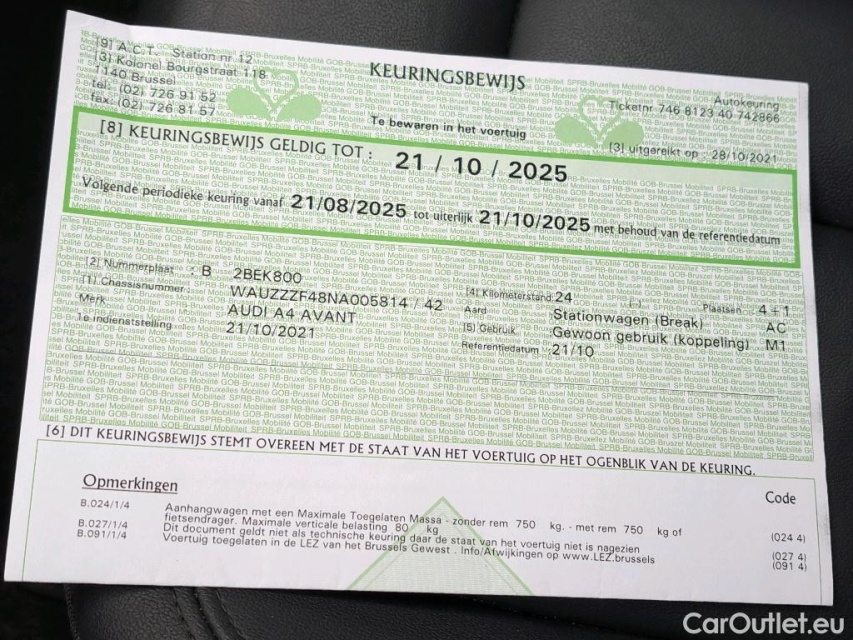 [9] A.C.T. Station nr 12
[3] Kolonel Bourgstraat 118
1140 Brussel
tel: (02) 726 91 52
fax: (02) 726 81 57
KEURINGSBEWIJS
Te bewaren in het voertuig
Autokeuring
Ticketnr 746 8123 40 742866
[3] uitgereikt op : 28/10/2021
[8] KEURINGSBEWIJS GELDIG TOT : 21 / 10 / 2025
Volgende periodieke keuring vanaf 21/08/2025 tot uiterlijk 21/10/2025 met behoud van de referentiedatum
[2] Nummerplaat : B 2BEK800
[1] Chassisnummer: WAUZZZF48NA005814 / 42
Merk AUDI A4 AVANT
1e Indienststelling 21/10/2021
[4] Kilometerstand: 24 Plaatsen 4 + 1
Aard Stationwagen (Break) AC
[5] Gebruik Gewoon gebruik (koppeling) M1
Referentiedatum : 21/10
[6] DIT KEURINGSBEWIJS STEMT OVEREEN MET DE STAAT VAN HET VOERTUIG OP HET OGENBLIK VAN DE KEURING.
Opmerkingen Code
B.024/1/4 Aanhangwagen met een Maximale Toegelaten Massa - zonder rem 750 kg. - met rem 750 kg of
fietsendrager. Maximale verticale belasting 80 kg (024 4)
B.027/1/4 Dit document geldt niet als technische keuring daar de staat van het voertuig niet is nagezien (027 4)
B.091/1/4 Voertuig toegelaten in de LEZ van het Brussels Gewest . Info/Afwijkingen op www.LEZ.brussels (091 4)
CarOutlet.eu